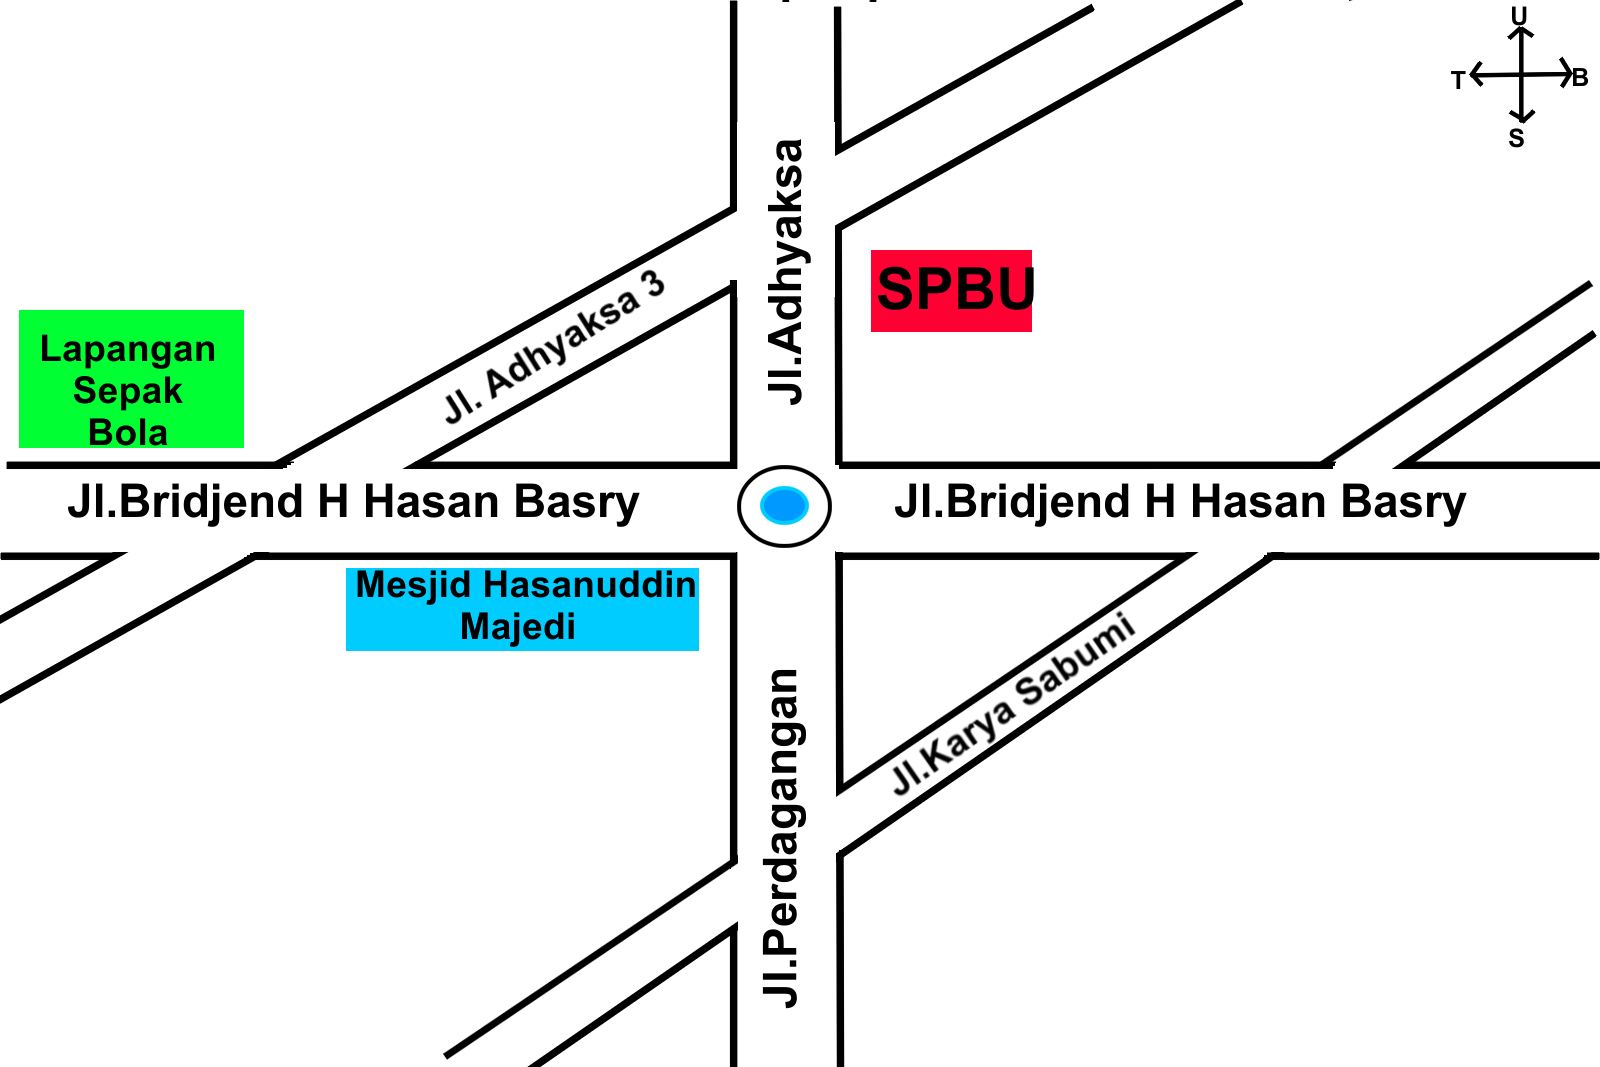 U
T
B
S
Jl.Adhyaksa
SPBU
Jl. Adhyaksa 3
Lapangan
Sepak
Bola
Jl.Bridjend H Hasan Basry
Jl.Bridjend H Hasan Basry
Mesjid Hasanuddin
Majedi
Jl.Karya Sabumi
Jl.Perdagangan